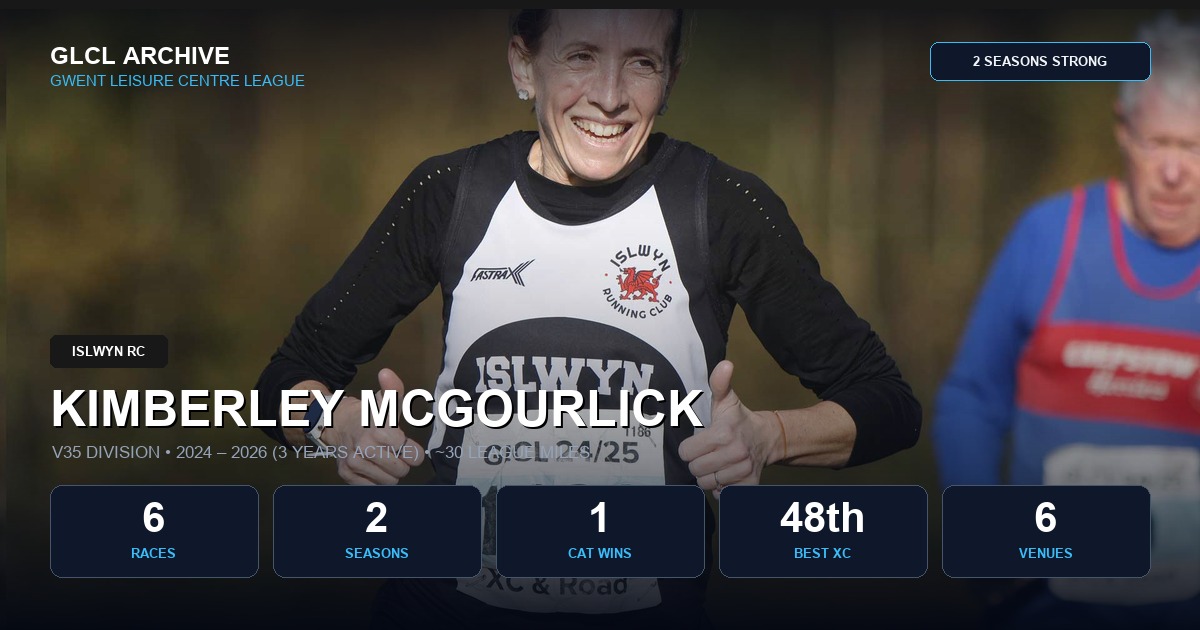 GLCL ARCHIVE
GWENT LEISURE CENTRE LEAGUE
2 SEASONS STRONG
ASTRAX
ISLWYN
RUNNING CLUB
ISLWYN
ISLWYN RC
KIMBERLEY MCGOURLICK
1186
V35 DIVISION • 2024 – 2026 (3 YEARS ACTIVE) • ~30 LEAGUE MILES
GLCL 24/25
6
RACES
2
SEASONS
1
CAT WINS
48th
BEST XC
6
VENUES
XC & Road